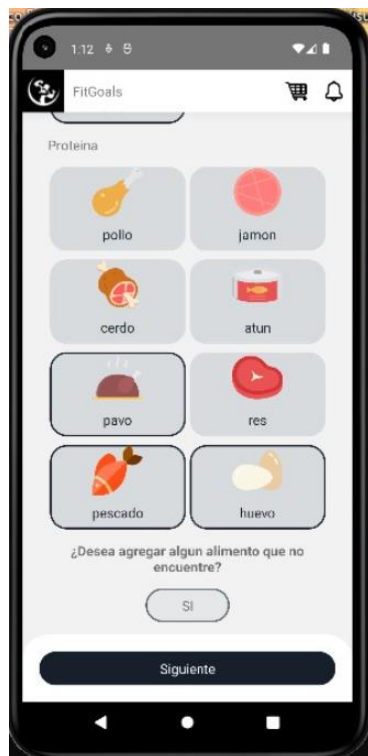 1:12
FitGoals
Proteina
pollo
jamon
cerdo
atun
pavo
res
pescado
huevo
¿Desea agregar algun alimento que no
encuentre?
SI
Siguiente